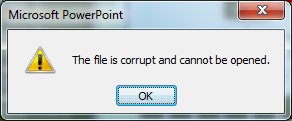 Microsoft PowerPoint
The file is corrupt and cannot be opened.
OK